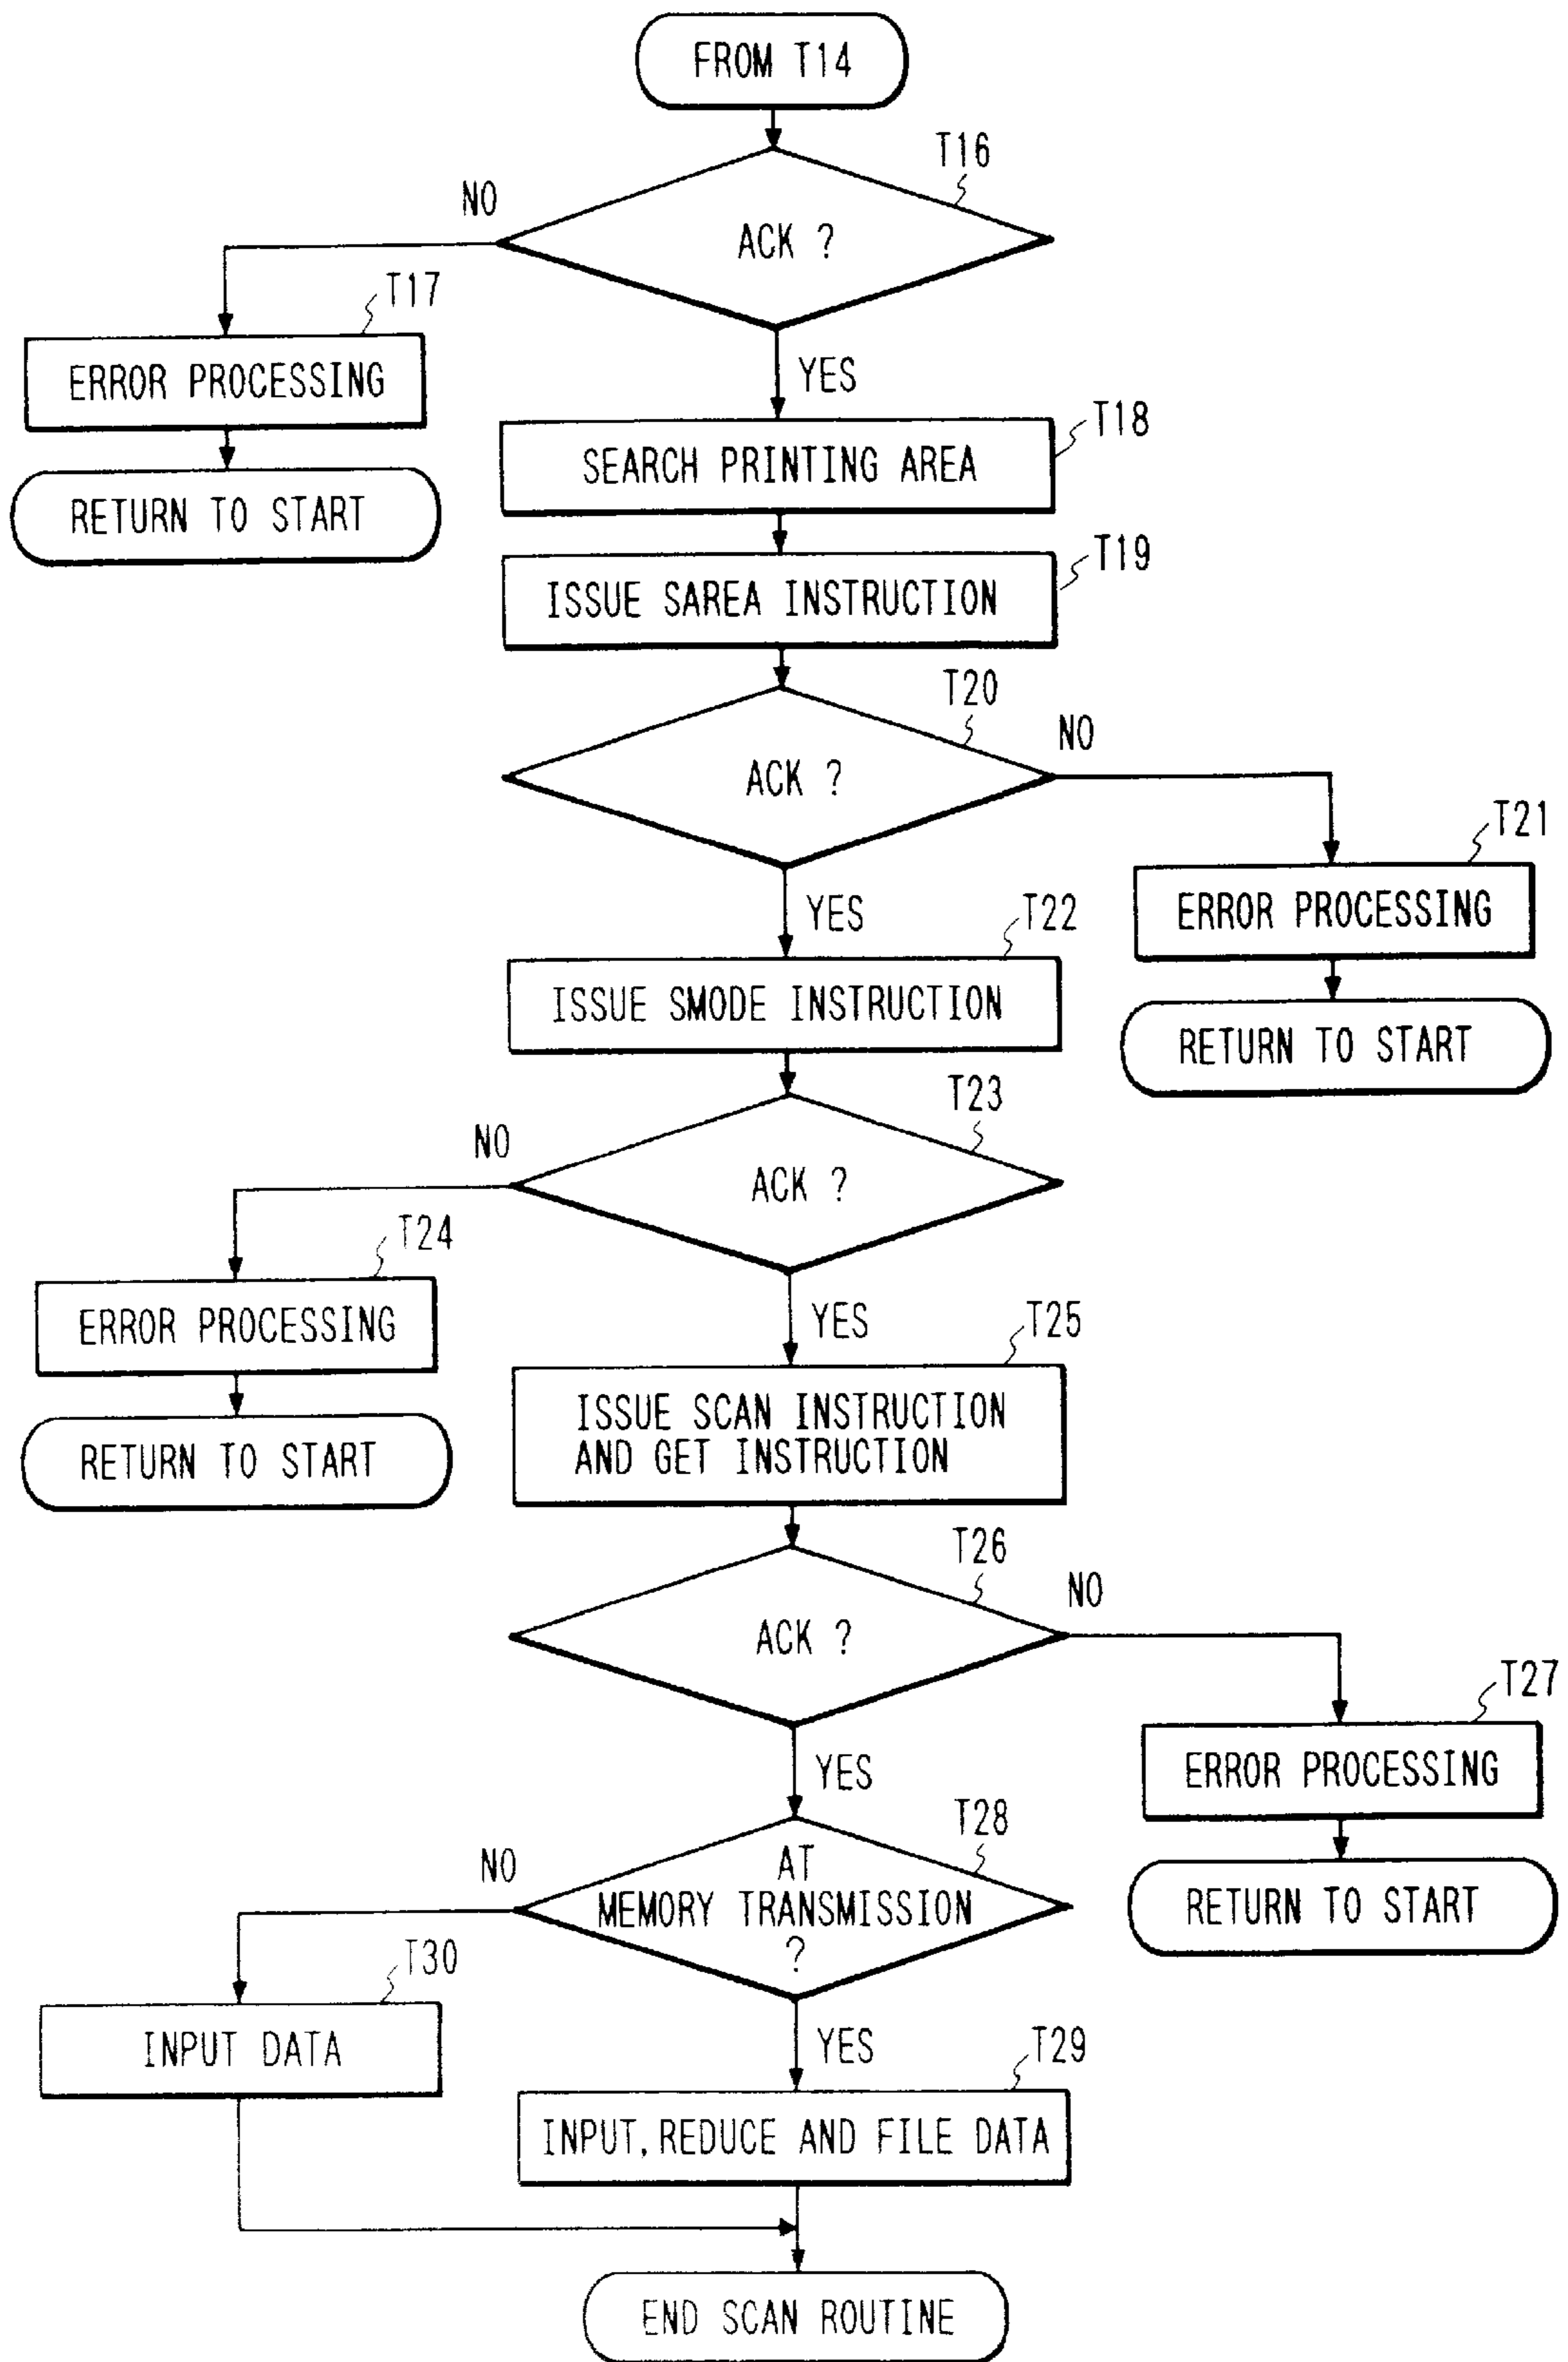 FROM T14
T16
NO
ACK ?
T17
ERROR PROCESSING
YES
T18
SEARCH PRINTING AREA
RETURN TO START
T19
ISSUE SAREA INSTRUCTION
T20
NO
ACK ?
T21
ERROR PROCESSING
YES
T22
ISSUE SMODE INSTRUCTION
RETURN TO START
T23
NO
ACK ?
T24
ERROR PROCESSING
YES
T25
ISSUE SCAN INSTRUCTION
AND GET INSTRUCTION
RETURN TO START
T26
NO
ACK ?
T27
ERROR PROCESSING
YES
T28
NO
AT
MEMORY TRANSMISSION
?
RETURN TO START
T30
INPUT DATA
YES
T29
INPUT, REDUCE AND FILE DATA
END SCAN ROUTINE